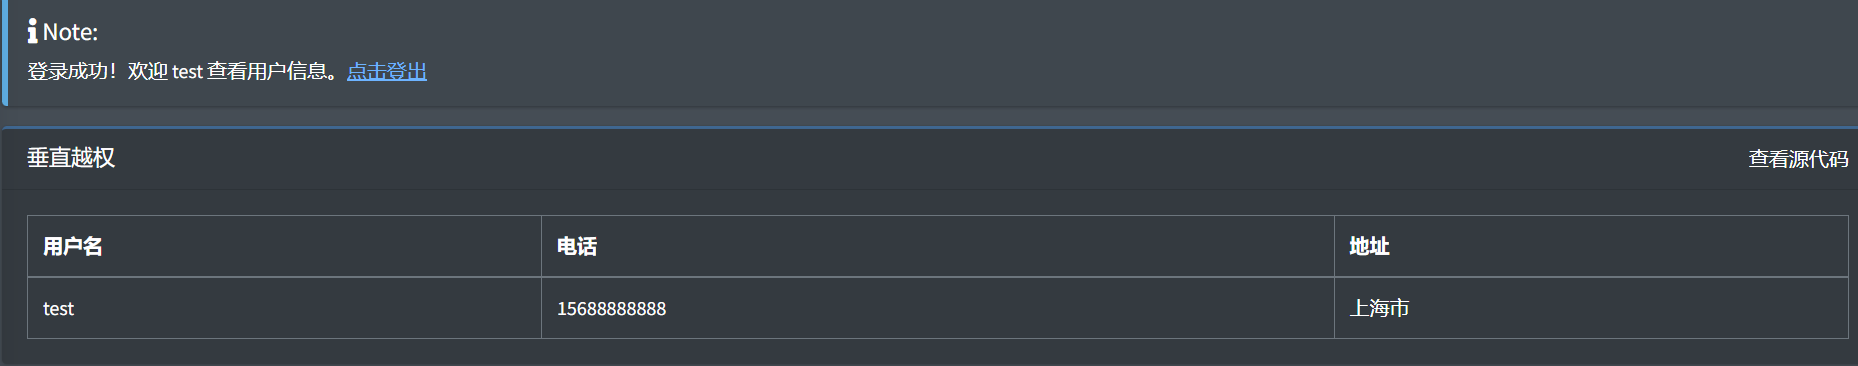 Note:
登录成功！欢迎 test 查看用户信息。点击登出
垂直越权 查看源代码
用户名 电话 地址
test 15688888888 上海市